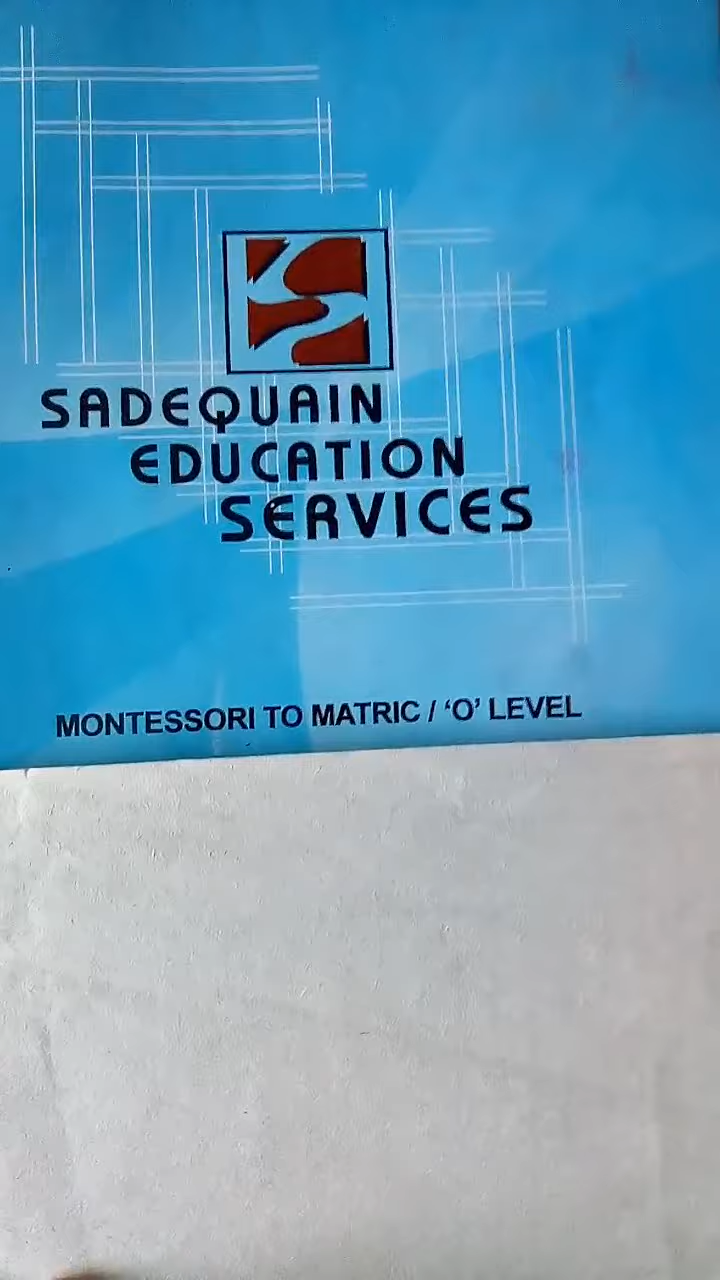 SADEQUAIN
EDUCATION
SERVICES
MONTESSORI TO MATRIC / ‘O’ LEVEL